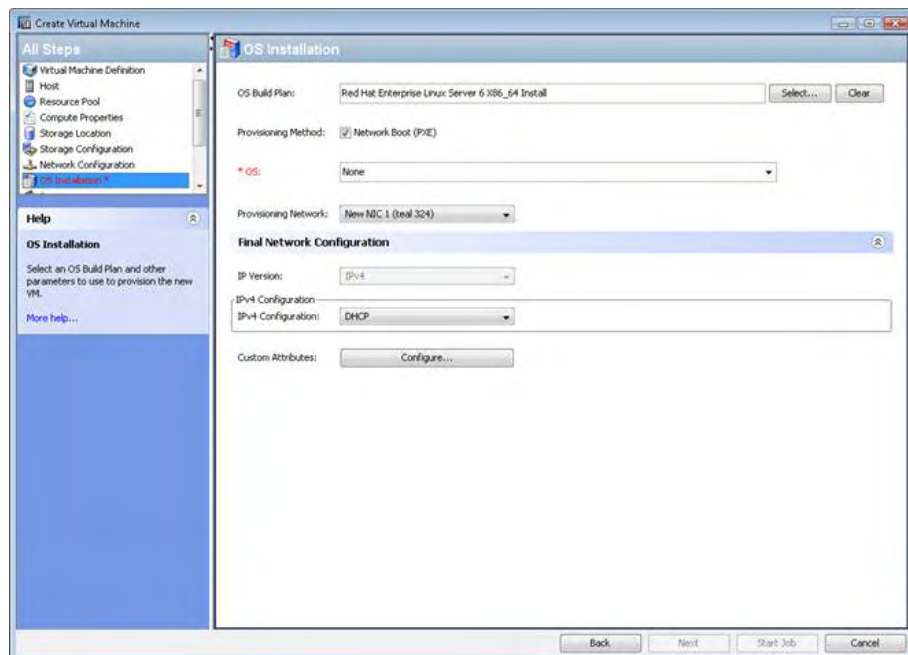 Create Virtual Machine
All Steps
Virtual Machine Definition
Host
Resource Pool
Compute Properties
Storage Location
Storage Configuration
Network Configuration
OS Installation *
Help
OS Installation
Select an OS Build Plan and other
parameters to use to provision the new
VM.
More help...
OS Installation
OS Build Plan: Red Hat Enterprise Linux Server 6 X86_64 Install Select... Clear
Provisioning Method: Network Boot (PXE)
* OS: None
Provisioning Network: New NIC 1 (teal 324)
Final Network Configuration
IP Version: IPv4
IPv4 Configuration
IPv4 Configuration: DHCP
Custom Attributes: Configure...
Back Next Start Job Cancel